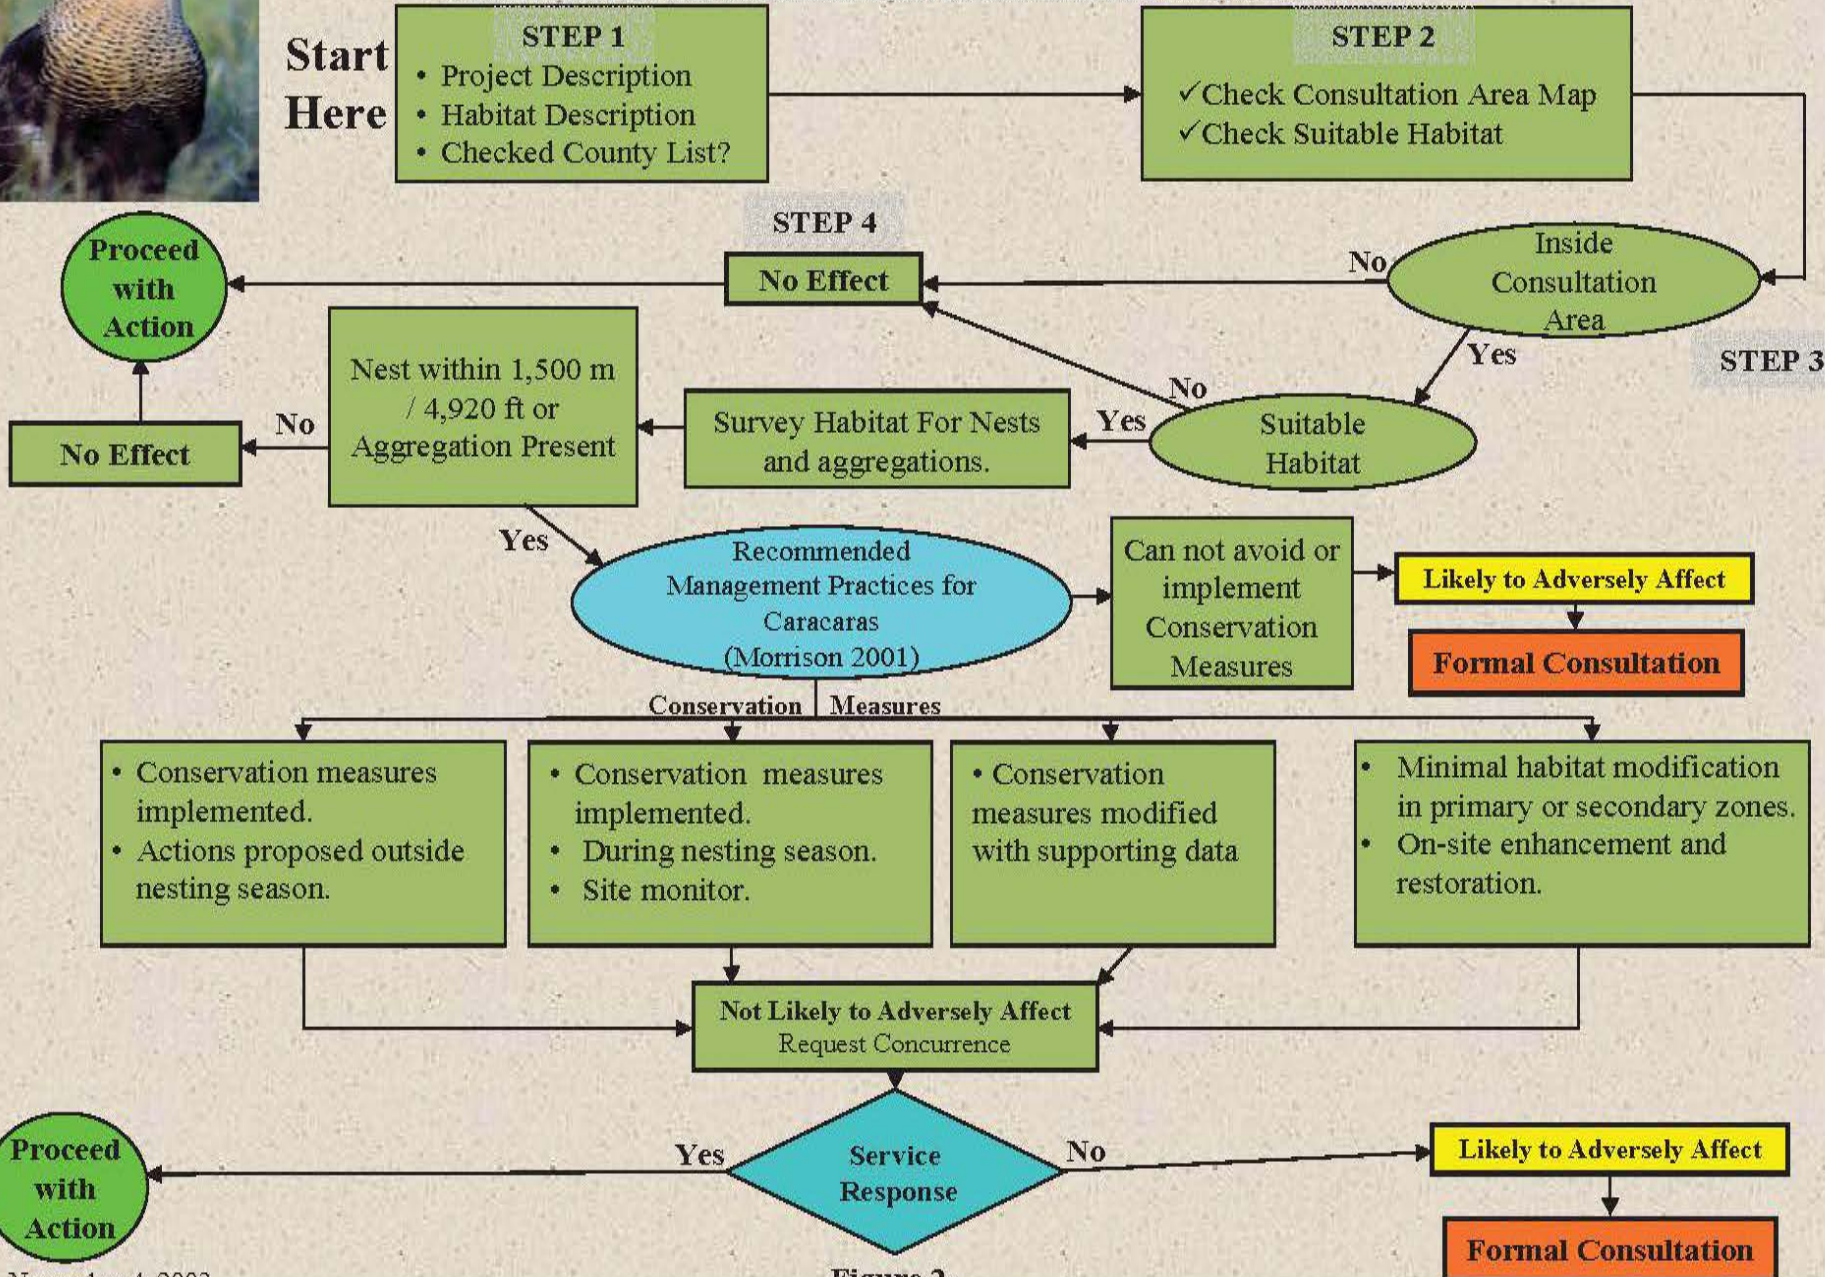 Start
Here
STEP 1
• Project Description
• Habitat Description
• Checked County List?
STEP 2
✓Check Consultation Area Map
✓Check Suitable Habitat
STEP 4
Proceed
with
Action
No Effect
No
Inside
Consultation
Area
Yes
STEP 3
No Effect
No
Nest within 1,500 m
/ 4,920 ft or
Aggregation Present
Survey Habitat For Nests
and aggregations.
Yes
No
Suitable
Habitat
Yes
Recommended
Management Practices for
Caracaras
(Morrison 2001)
Can not avoid or
implement
Conservation
Measures
Likely to Adversely Affect
Formal Consultation
Conservation Measures
• Conservation measures
implemented.
• Actions proposed outside
nesting season.
• Conservation measures
implemented.
• During nesting season.
• Site monitor.
• Conservation
measures modified
with supporting data
• Minimal habitat modification
in primary or secondary zones.
• On-site enhancement and
restoration.
Not Likely to Adversely Affect
Request Concurrence
Proceed
with
Action
Yes
Service
Response
No
Likely to Adversely Affect
Formal Consultation
Figure 2